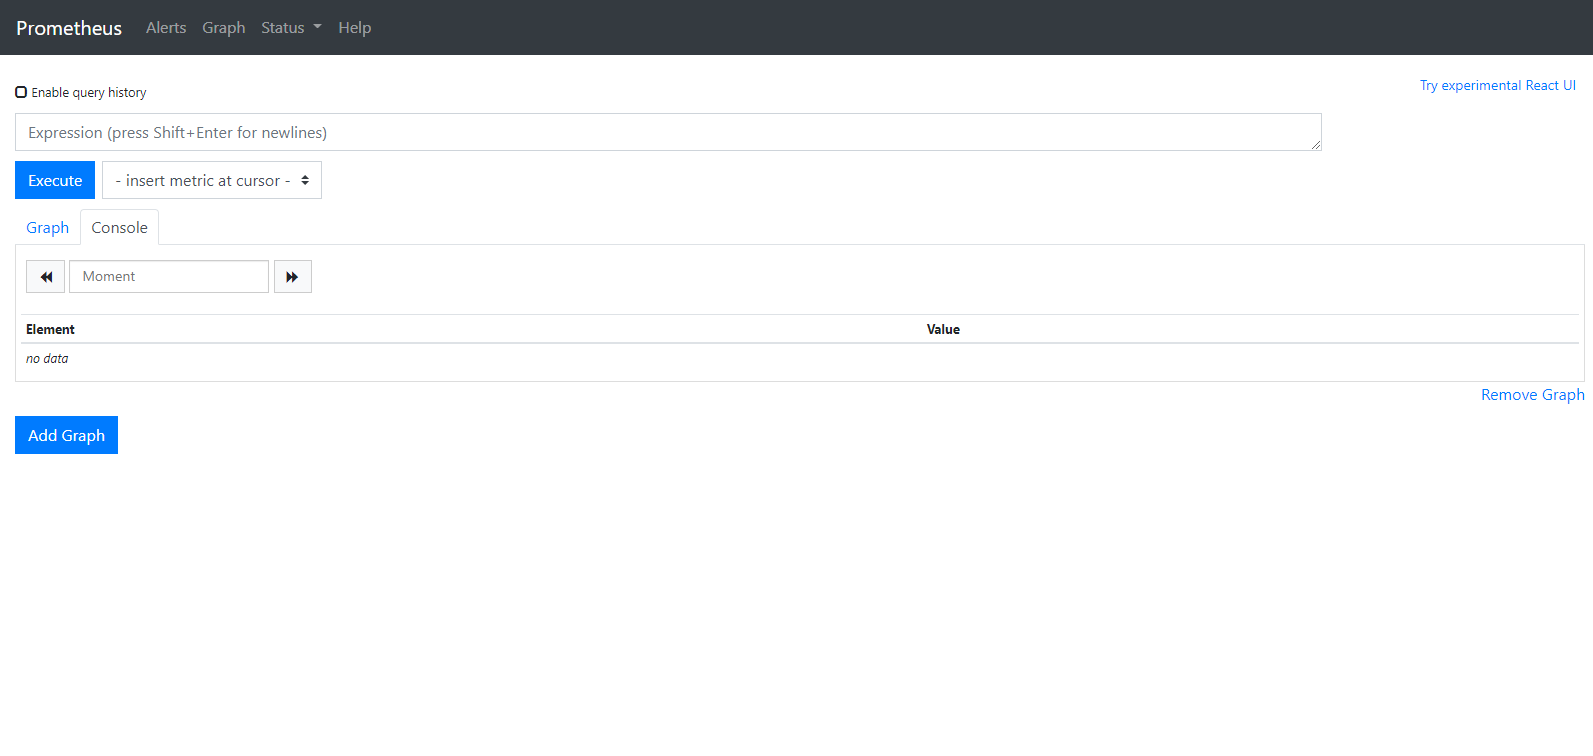 Prometheus Alerts Graph Status Help
Enable query history
Try experimental React UI
Expression (press Shift+Enter for newlines)
Execute - insert metric at cursor -
Graph Console
Moment
Element Value
no data
Remove Graph
Add Graph